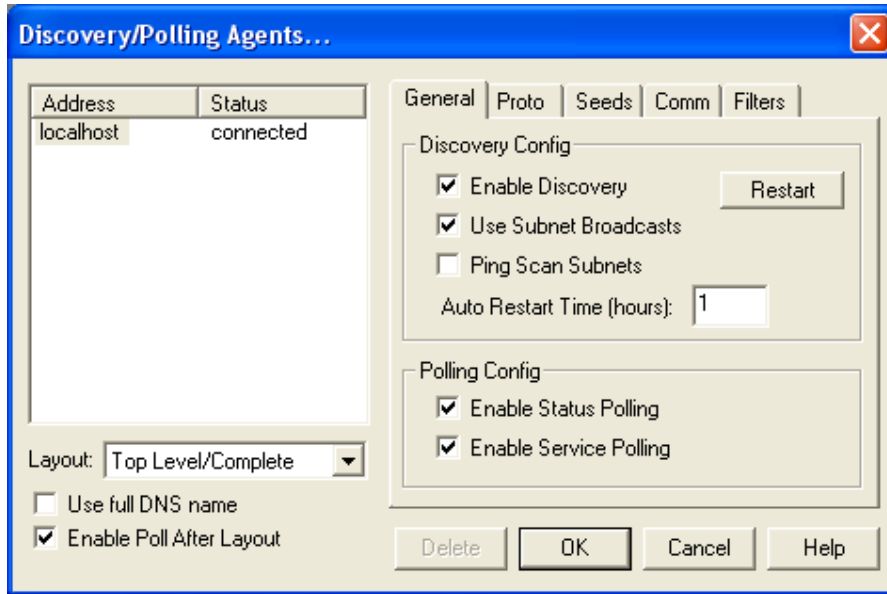 Discovery/Polling Agents...
Address Status
localhost connected
Layout: Top Level/Complete
Use full DNS name
Enable Poll After Layout
General Proto Seeds Comm Filters
Discovery Config
Enable Discovery Restart
Use Subnet Broadcasts
Ping Scan Subnets
Auto Restart Time (hours): 1
Polling Config
Enable Status Polling
Enable Service Polling
Delete OK Cancel Help